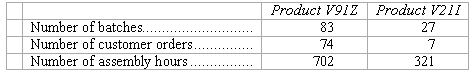 Product V91Z Product V21I
Number of batches............................ 83 27
Number of customer orders............... 74 7
Number of assembly hours................ 702 321